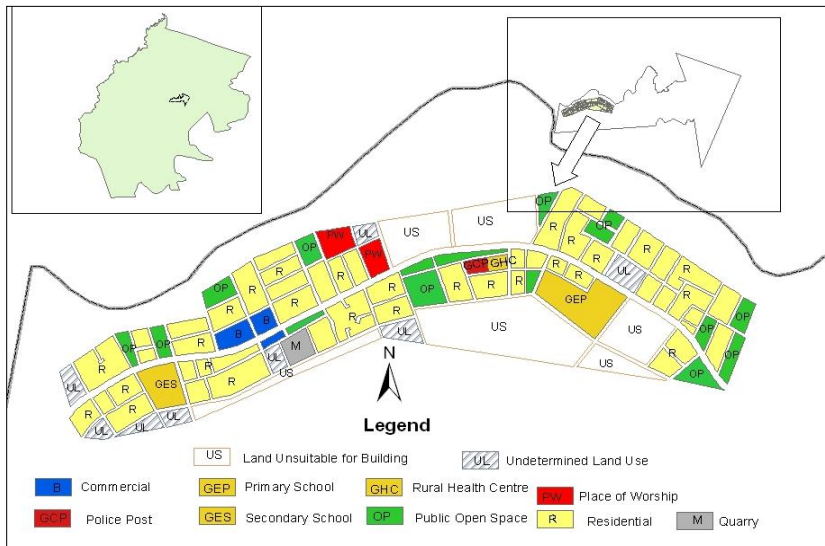 OP
OP
PW
UL
US
US
R
R
OP
R
R
PW
R
R
R
OP
R
R
R
UL
R
R
R
OP
R
R
R
GCP
GHC
R
R
R
OP
R
R
R
R
GEP
US
B
B
R
R
OP
OP
M
R
UL
US
R
OP
R
OP
UL
R
GES
R
R
UL
US
US
R
OP
R
R
UL
UL
UL
N
Legend
US Land Unsuitable for Building
UL Undetermined Land Use
B Commercial
GEP Primary School
GHC Rural Health Centre
PW Place of Worship
GCP Police Post
GES Secondary School
OP Public Open Space
R Residential
M Quarry